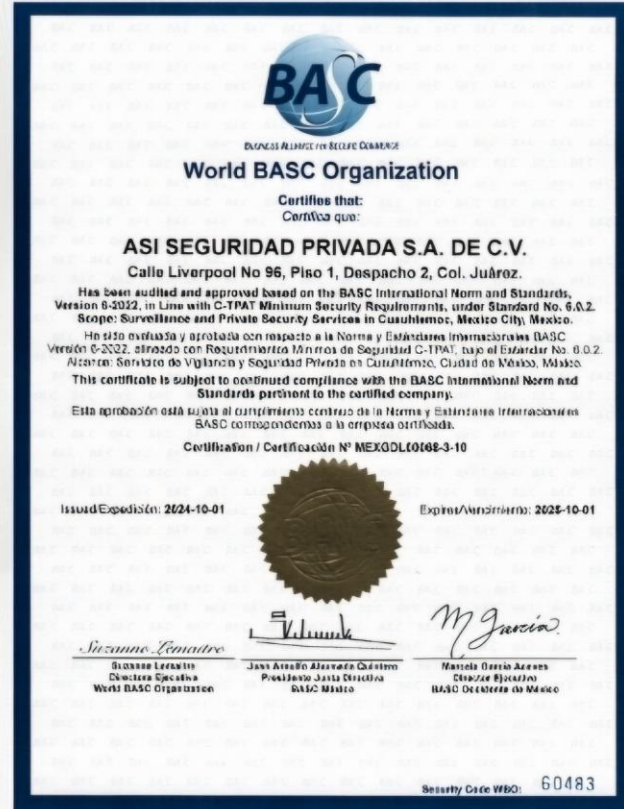 BASC
BUSINESS ALLIANCE FOR SECURE COMMERCE
World BASC Organization
Certifies that:
Certifica que:
ASI SEGURIDAD PRIVADA S.A. DE C.V.
Calle Liverpool No 96, Piso 1, Despacho 2, Col. Juárez.
Has been audited and approved based on the BASC International Norm and Standards,
Version 6-2022, in Line with C-TPAT Minimum Security Requirements, under Standard No. 6.0.2.
Scope: Surveillance and Private Security Services in Cuauhtemoc, Mexico City, Mexico.
Ha sido evaluada y aprobada con respecto a la Norma y Estándares Internacionales BASC
Versión 6-2022, alineado con Requerimientos Mínimos de Seguridad C-TPAT, bajo el Estándar No. 6.0.2.
Alcance: Servicios de Vigilancia y Seguridad Privada en Cuauhtémoc, Ciudad de México, México.
This certificate is subject to continued compliance with the BASC International Norm and
Standards pertinent to the certified company.
Esta aprobación está sujeta al cumplimiento continuo de la Norma y Estándares Internacionales
BASC correspondientes a la empresa certificada.
Certification / Certificación N°
Issued/Expedición: 2024-10-01
Expires/Vencimiento: 2025-10-01
BASC
Suzanne Lemaitre
M Garcia
Suzanne Lemaitre
Directora Ejecutiva
World BASC Organization
Presidente Junta Directiva
BASC México
Marcela Garcia
Director Ejecutivo
BASC Occidente de México
Security Code WBO: 60483